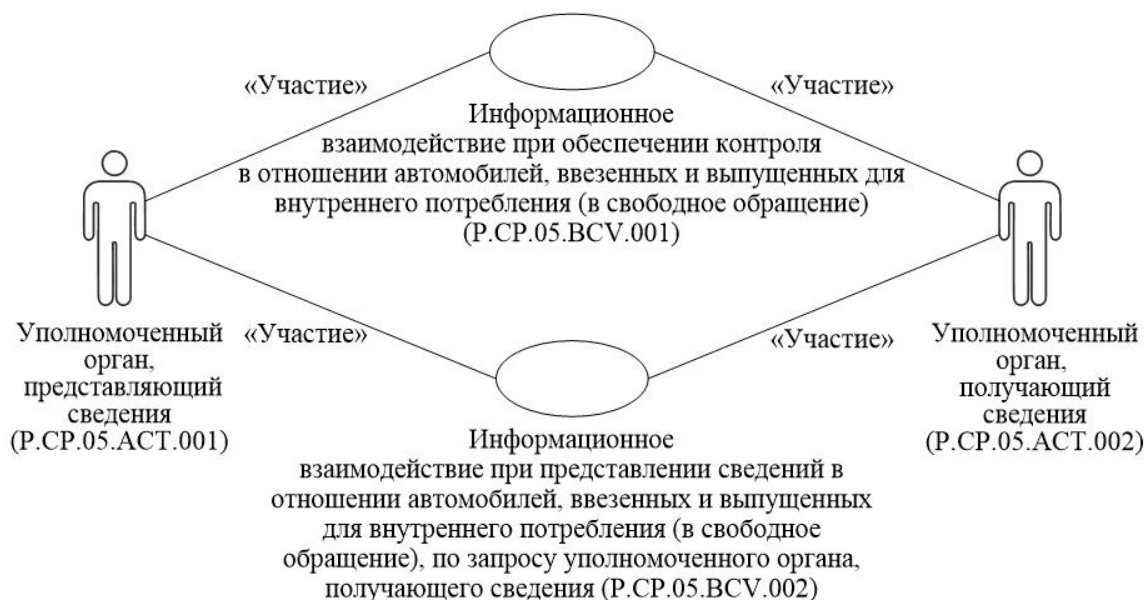 «Участие»
«Участие»
Информационное
взаимодействие при обеспечении контроля
в отношении автомобилей, ввезенных и выпущенных для
внутреннего потребления (в свободное обращение)
(P.CP.05.BCV.001)
Уполномоченный
орган,
представляющий
сведения
(P.CP.05.ACT.001)
«Участие»
«Участие»
Уполномоченный
орган,
получающий
сведения
(P.CP.05.ACT.002)
Информационное
взаимодействие при представлении сведений в
отношении автомобилей, ввезенных и выпущенных
для внутреннего потребления (в свободное
обращение), по запросу уполномоченного органа,
получающего сведения (P.CP.05.BCV.002)